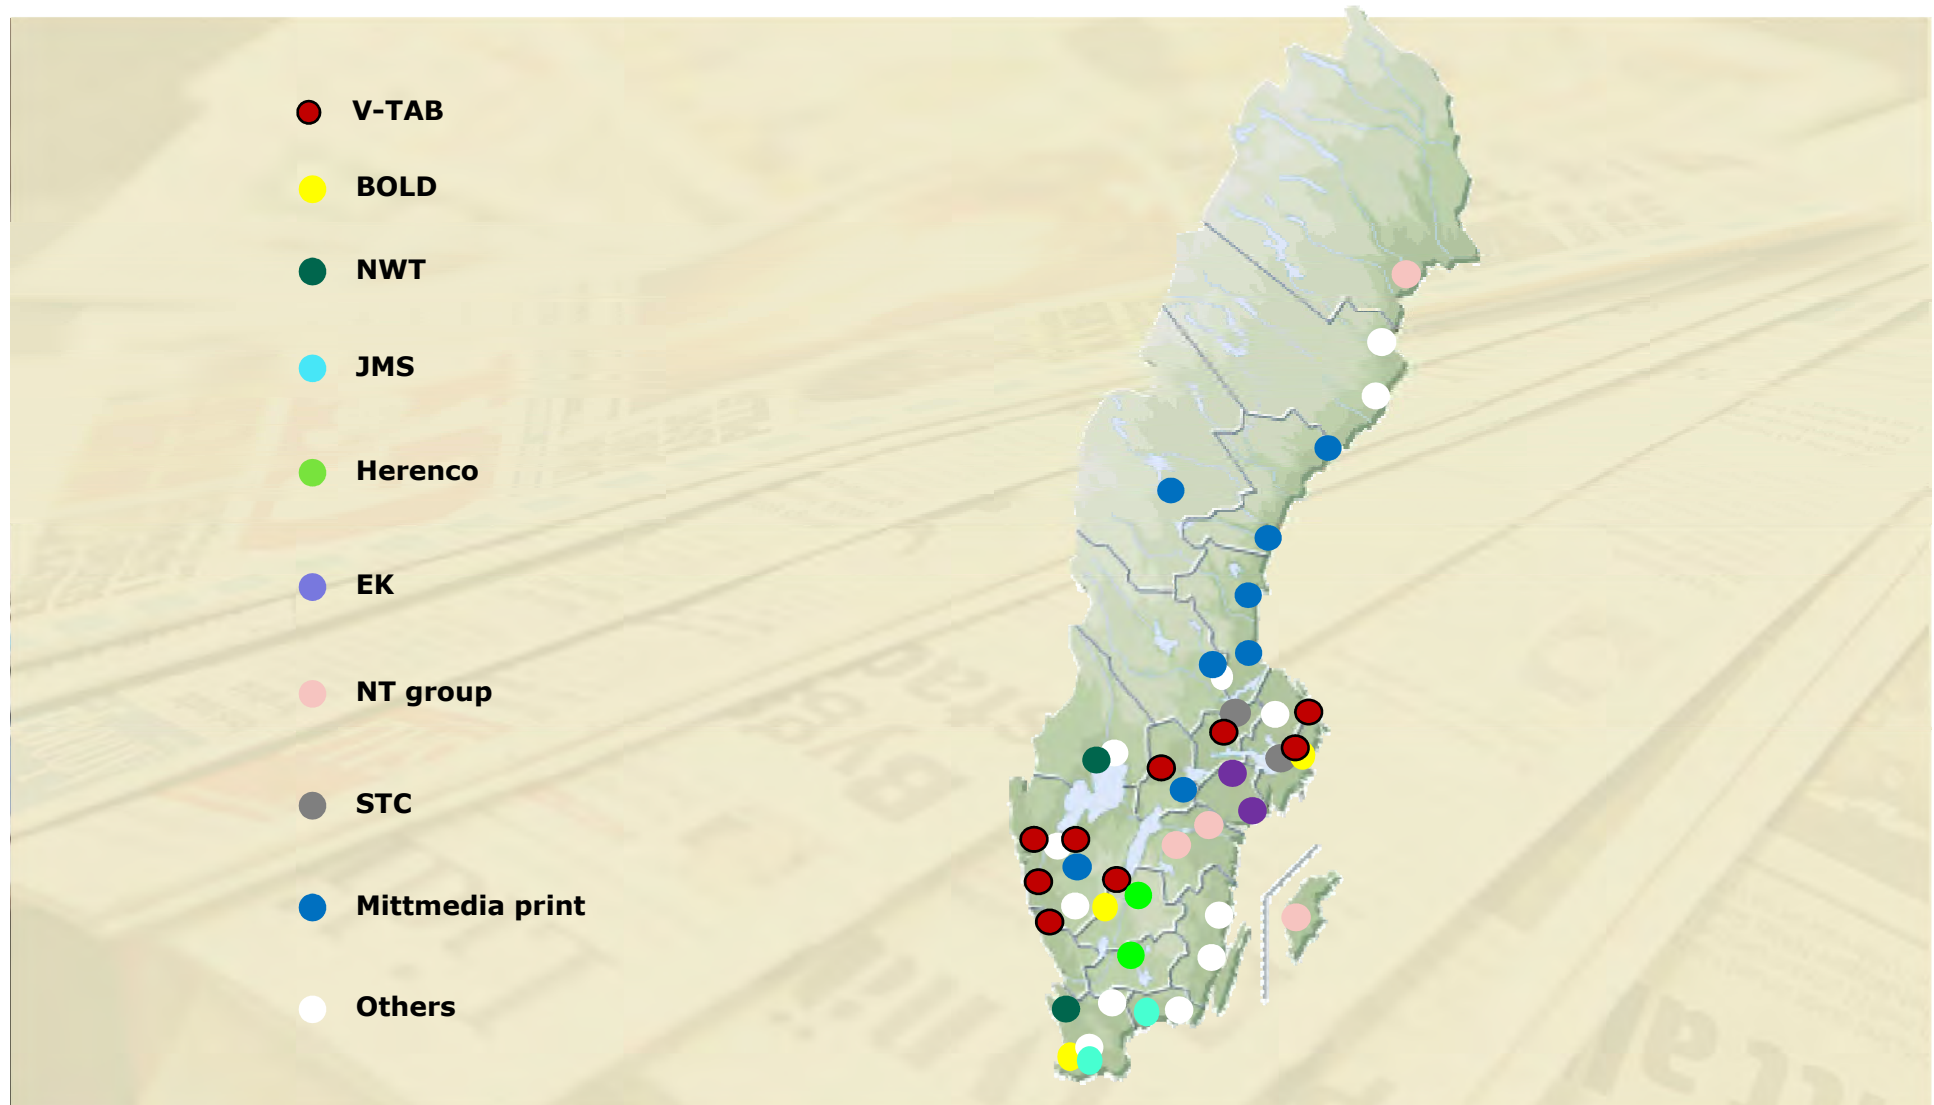 V-TAB
BOLD
NWT
JMS
Herenco
EK
NT group
STC
Mittmedia print
Others